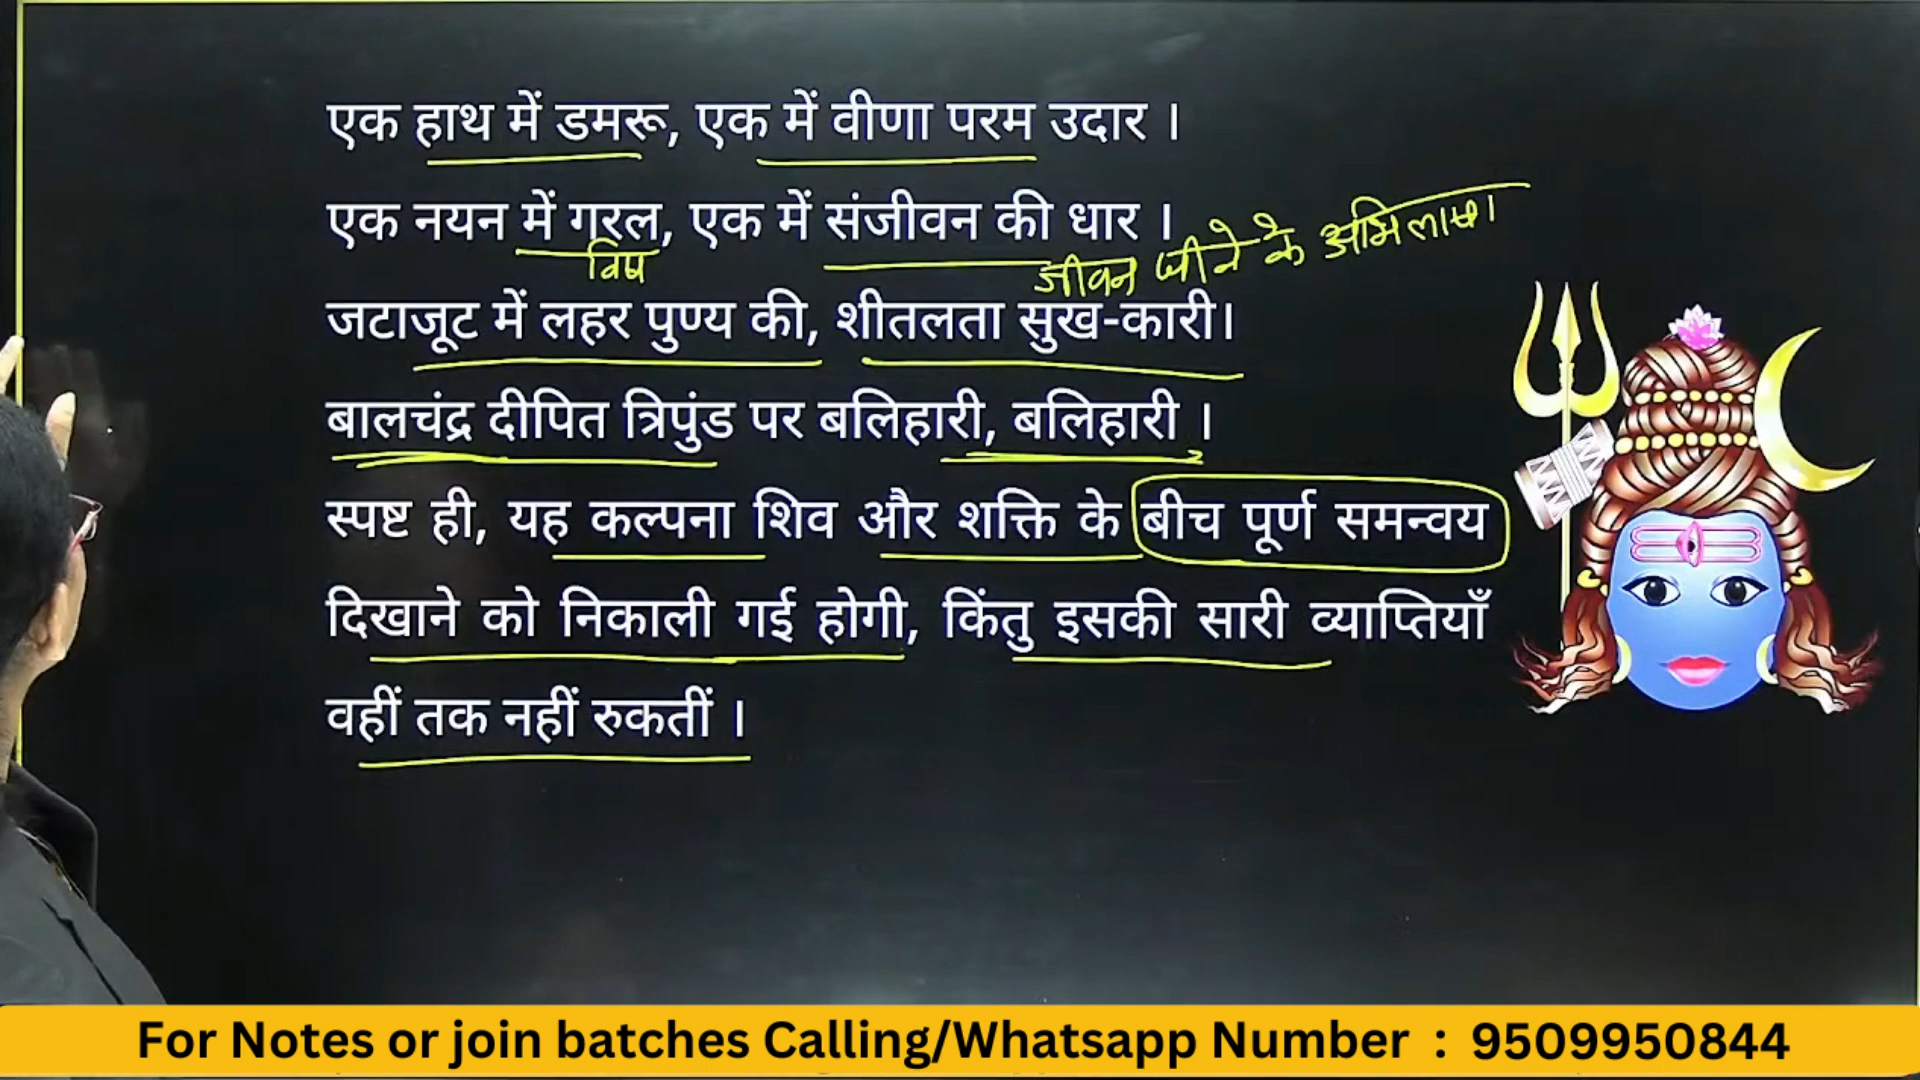 एक हाथ में डमरू, एक में वीणा परम उदार ।
एक नयन में गरल, एक में संजीवन की धार ।
विष
जीवन जीने के अभिलाषा
जटाजूट में लहर पुण्य की, शीतलता सुख-कारी।
बालचंद्र दीपित त्रिपुंड पर बलिहारी, बलिहारी ।
स्पष्ट ही, यह कल्पना शिव और शक्ति के बीच पूर्ण समन्वय
दिखाने को निकाली गई होगी, किंतु इसकी सारी व्याप्तियाँ
वहीं तक नहीं रुकतीं ।
For Notes or join batches Calling/Whatsapp Number : 9509950844